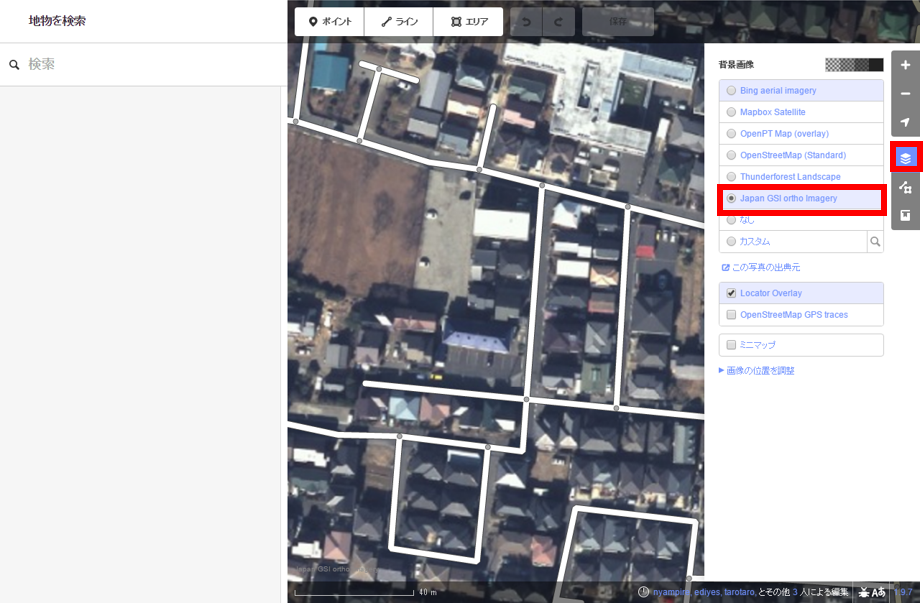 地物を検索
検索
ポイント
ライン
エリア
保存
背景画像
Bing aerial imagery
Mapbox Satellite
OpenPT Map (overlay)
OpenStreetMap (Standard)
Thunderforest Landscape
Japan GSI ortho Imagery
なし
カスタム
この写真の出典元
Locator Overlay
OpenStreetMap GPS traces
ミニマップ
画像の位置を調整
Japan GSI ortho
40 m
nyampire, ediyes, tarotaro, とその他 3 人による編集
Aあ
1.9.7